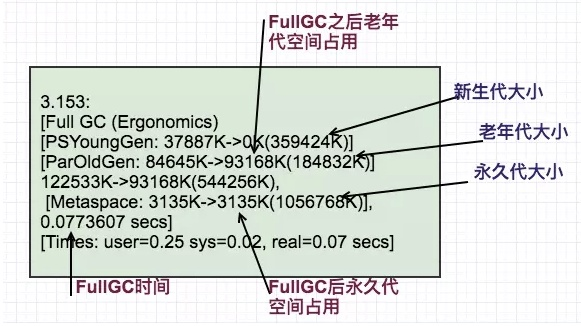 FullGC之后老年
代空间占用
新生代大小
老年代大小
永久代大小
3.153:
[Full GC (Ergonomics)
[PSYoungGen: 37887K->0K(359424K)]
[ParOldGen: 84645K->93168K(184832K)]
122533K->93168K(544256K),
[Metaspace: 3135K->3135K(1056768K)],
0.0773607 secs]
[Times: user=0.25 sys=0.02, real=0.07 secs]
FullGC时间
FullGC后永久代
空间占用